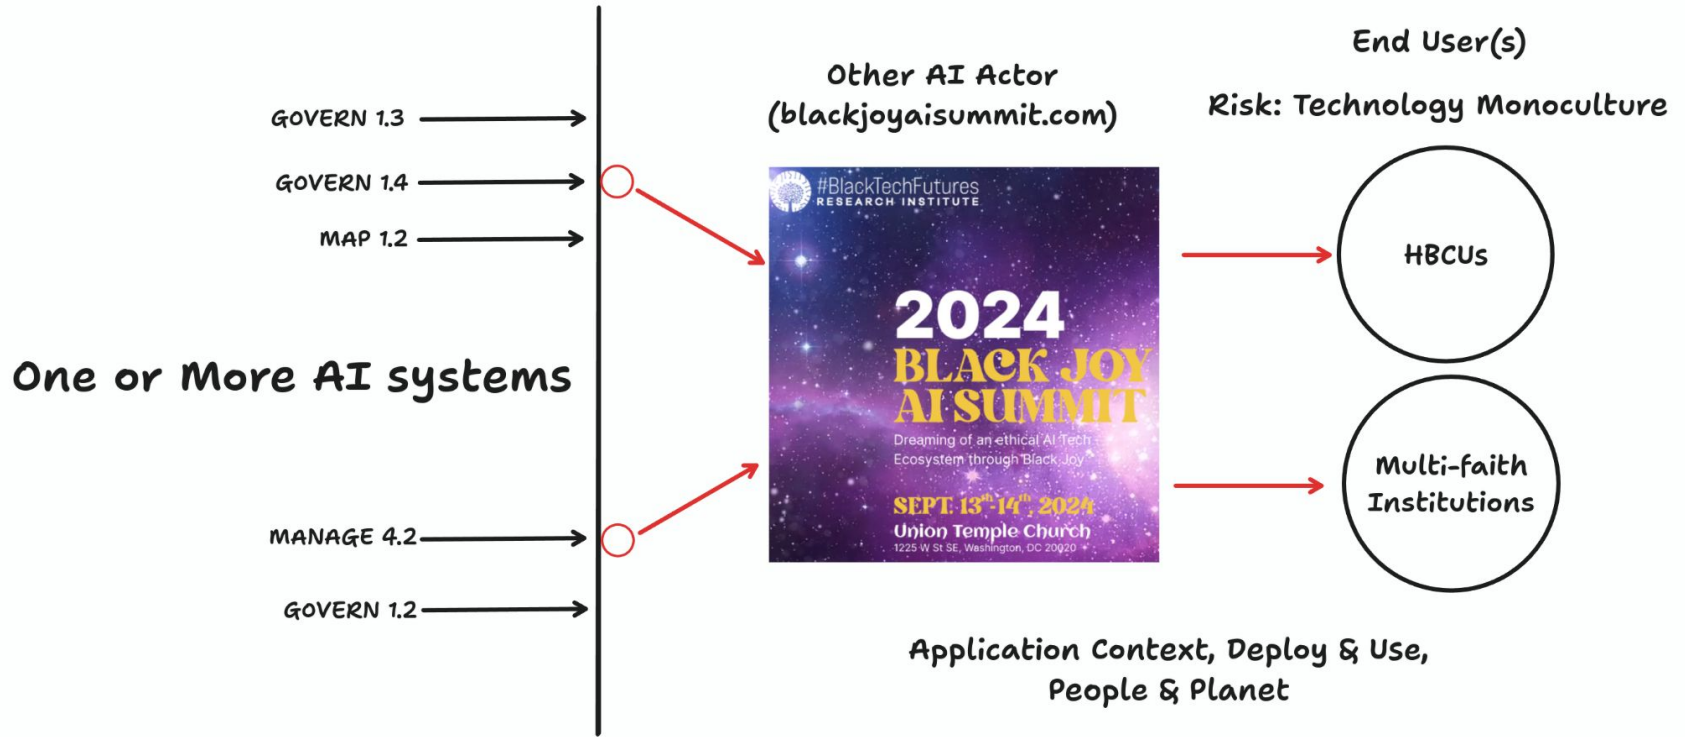 GOVERN 1.3
GOVERN 1.4
MAP 1.2
One or More AI systems
MANAGE 4.2
GOVERN 1.2
Other AI Actor
(blackjoyaisummit.com)
#BlackTechFutures
RESEARCH INSTITUTE
2024
BLACK JOY
AI SUMMIT
Dreaming of an ethical AI Tech
Ecosystem through Black Joy
SEPT. 13th-14th, 2024
Union Temple Church
1225 W St SE, Washington, DC 20020
End User(s)
Risk: Technology Monoculture
HBCUs
Multi-faith
Institutions
Application Context, Deploy & Use,
People & Planet